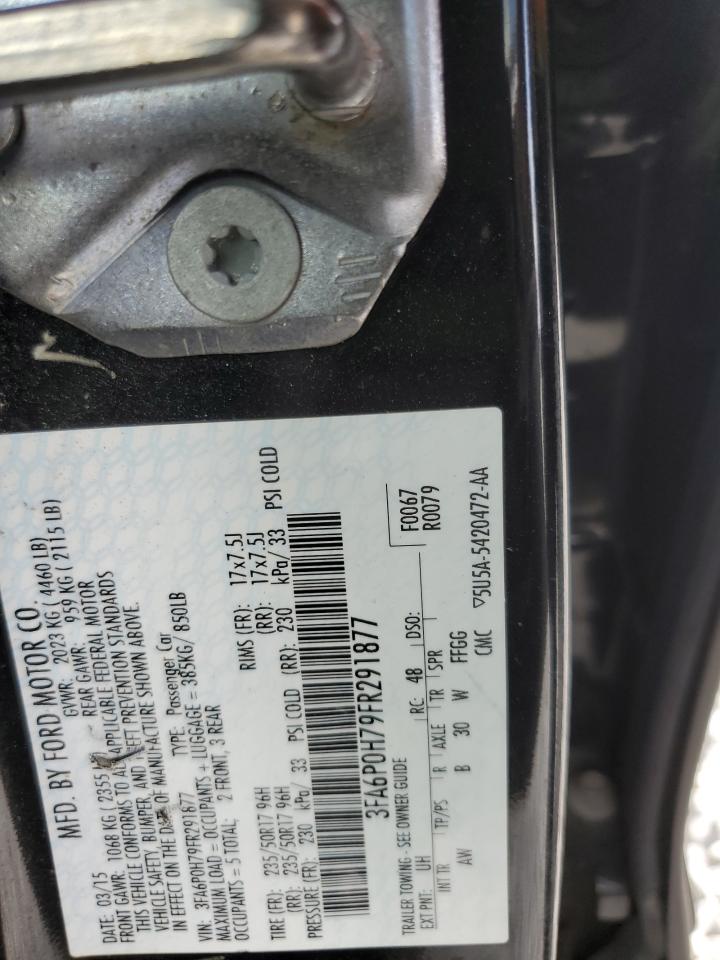 MFD. BY FORD MOTOR CO.
DATE: 03/15 GVWR: 2023 KG ( 4460 LB)
FRONT GAWR: 1068 KG ( 2355 REAR GAWR: 959 KG ( 2115 LB)
THIS VEHICLE CONFORMS TO ALL APPLICABLE FEDERAL MOTOR
VEHICLE SAFETY, BUMPER, AND THEFT PREVENTION STANDARDS
IN EFFECT ON THE DATE OF MANUFACTURE SHOWN ABOVE.
VIN: 3FA6P0H79FR291877 TYPE: Passenger Car
MAXIMUM LOAD = OCCUPANTS + LUGGAGE = 385KG/ 850LB
OCCUPANTS = 5 TOTAL; 2 FRONT, 3 REAR
TIRE (FR): 235/50R17 96H RIMS (FR): 17x7.5J
(RR): 235/50R17 96H (RR): 17x7.5J
PRESSURE (FR): 230 kPa/ 33 PSI COLD (RR): 230 kPa/ 33 PSI COLD
3FA6P0H79FR291877
TRAILER TOWING - SEE OWNER GUIDE
F0067
EXT PNT: UH RC: 48 DSO: R0079
INT TR TP/PS R AXLE TR SPR
AW B 30 W FFGG
CMC ▽5U5A-5420472-AA